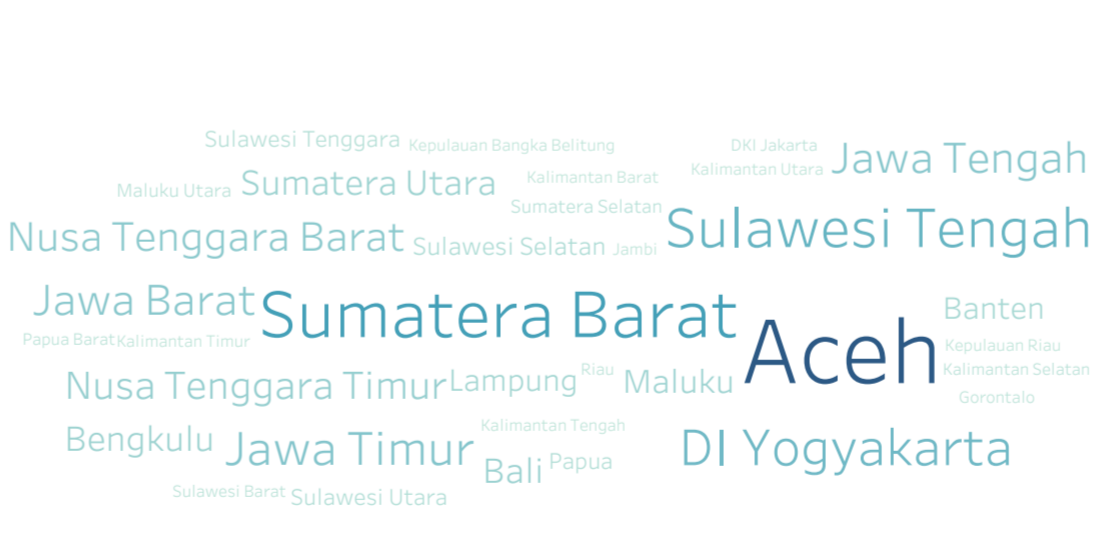 Sulawesi Tenggara
Kepulauan Bangka Belitung
DKI Jakarta
Jawa Tengah
Kalimantan Utara
Maluku Utara
Sumatera Utara
Kalimantan Barat
Sumatera Selatan
Sulawesi Tengah
Nusa Tenggara Barat
Sulawesi Selatan
Jambi
Jawa Barat
Sumatera Barat
Banten
Papua Barat
Kalimantan Timur
Aceh
Kepulauan Riau
Kalimantan Selatan
Nusa Tenggara Timur
Lampung
Riau
Maluku
Gorontalo
Bengkulu
Jawa Timur
Kalimantan Tengah
DI Yogyakarta
Bali
Papua
Sulawesi Barat
Sulawesi Utara